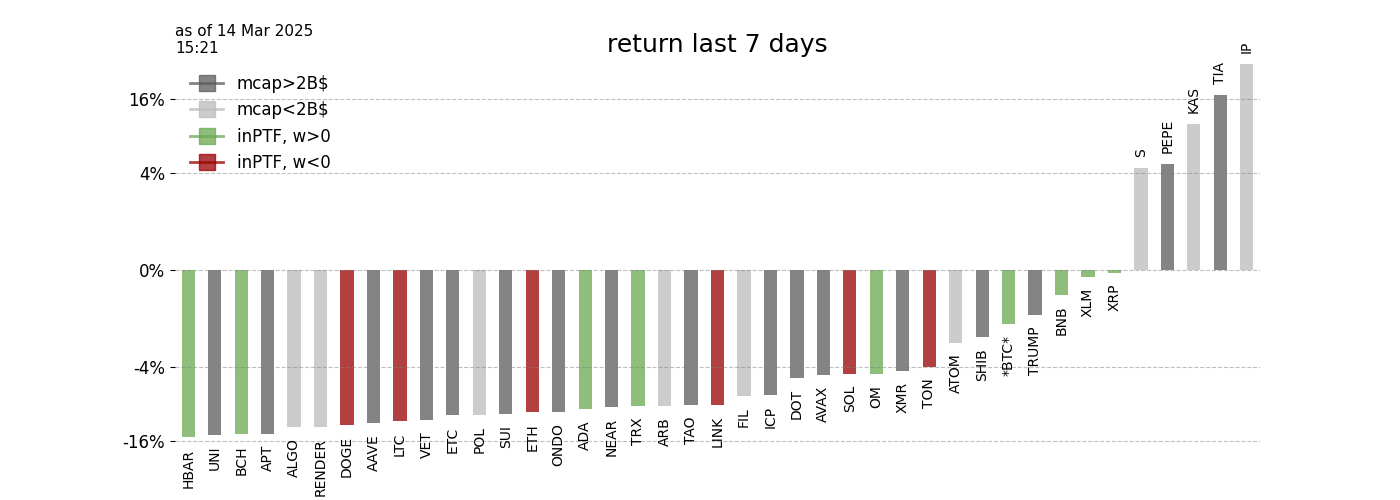 as of 14 Mar 2025
15:21
return last 7 days
mcap>2B$
mcap<2B$
inPTF, w>0
inPTF, w<0
16%
4%
0%
-4%
-16%
HBAR
UNI
BCH
APT
ALGO
RENDER
DOGE
AAVE
LTC
VET
ETC
POL
SUI
ETH
ONDO
ADA
NEAR
TRX
ARB
TAO
LINK
FIL
ICP
DOT
AVAX
SOL
OM
XMR
TON
ATOM
SHIB
*BTC*
TRUMP
BNB
XLM
XRP
S
PEPE
KAS
TIA
IP